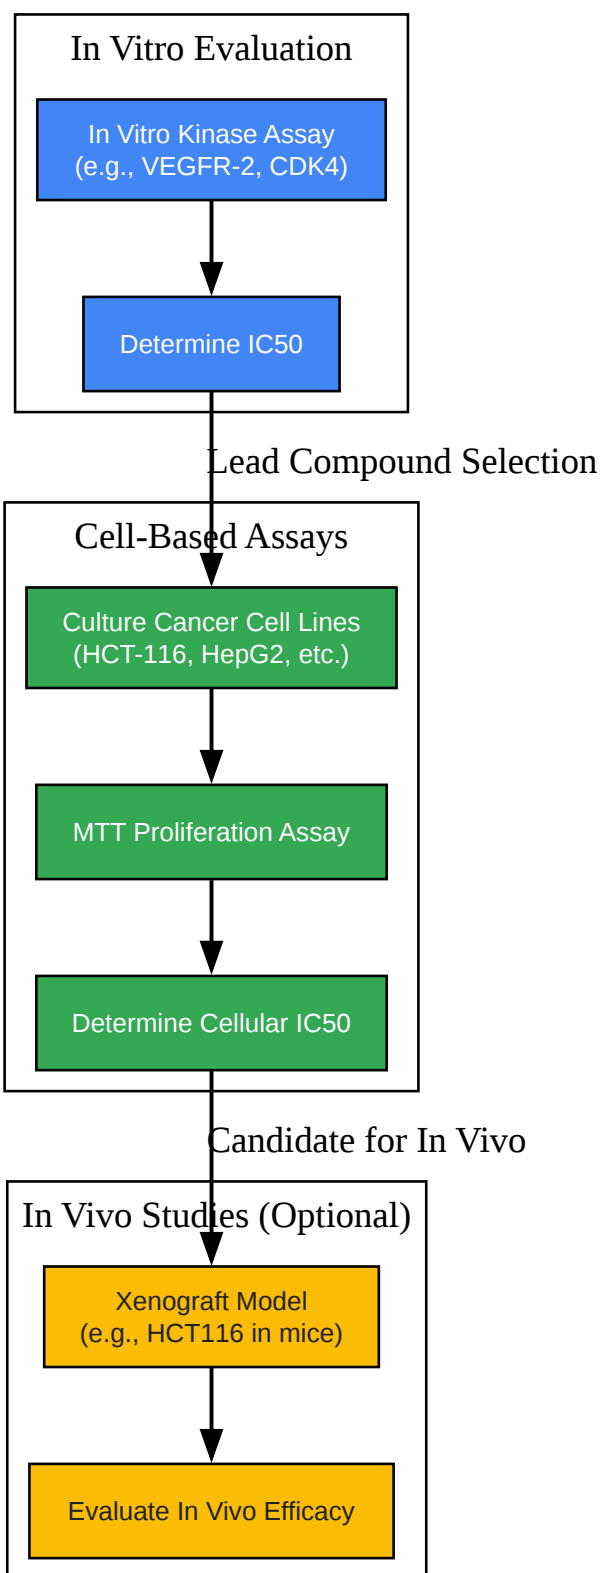 In Vitro Evaluation
In Vitro Kinase Assay
(e.g., VEGFR-2, CDK4)
Determine IC50
Lead Compound Selection
Cell-Based Assays
Culture Cancer Cell Lines
(HCT-116, HepG2, etc.)
MTT Proliferation Assay
Determine Cellular IC50
Candidate for In Vivo
In Vivo Studies (Optional)
Xenograft Model
(e.g., HCT116 in mice)
Evaluate In Vivo Efficacy